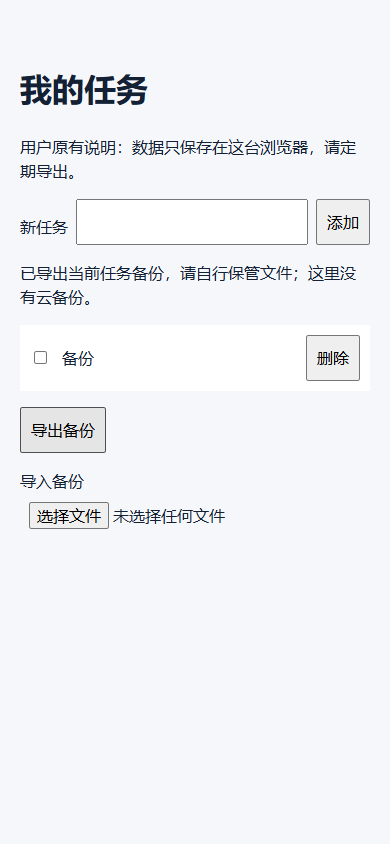 我的任务
用户原有说明：数据只保存在这台浏览器，请定
期导出。
新任务 添加
已导出当前任务备份，请自行保管文件；这里没
有云备份。
备份 删除
导出备份
导入备份
选择文件 未选择任何文件